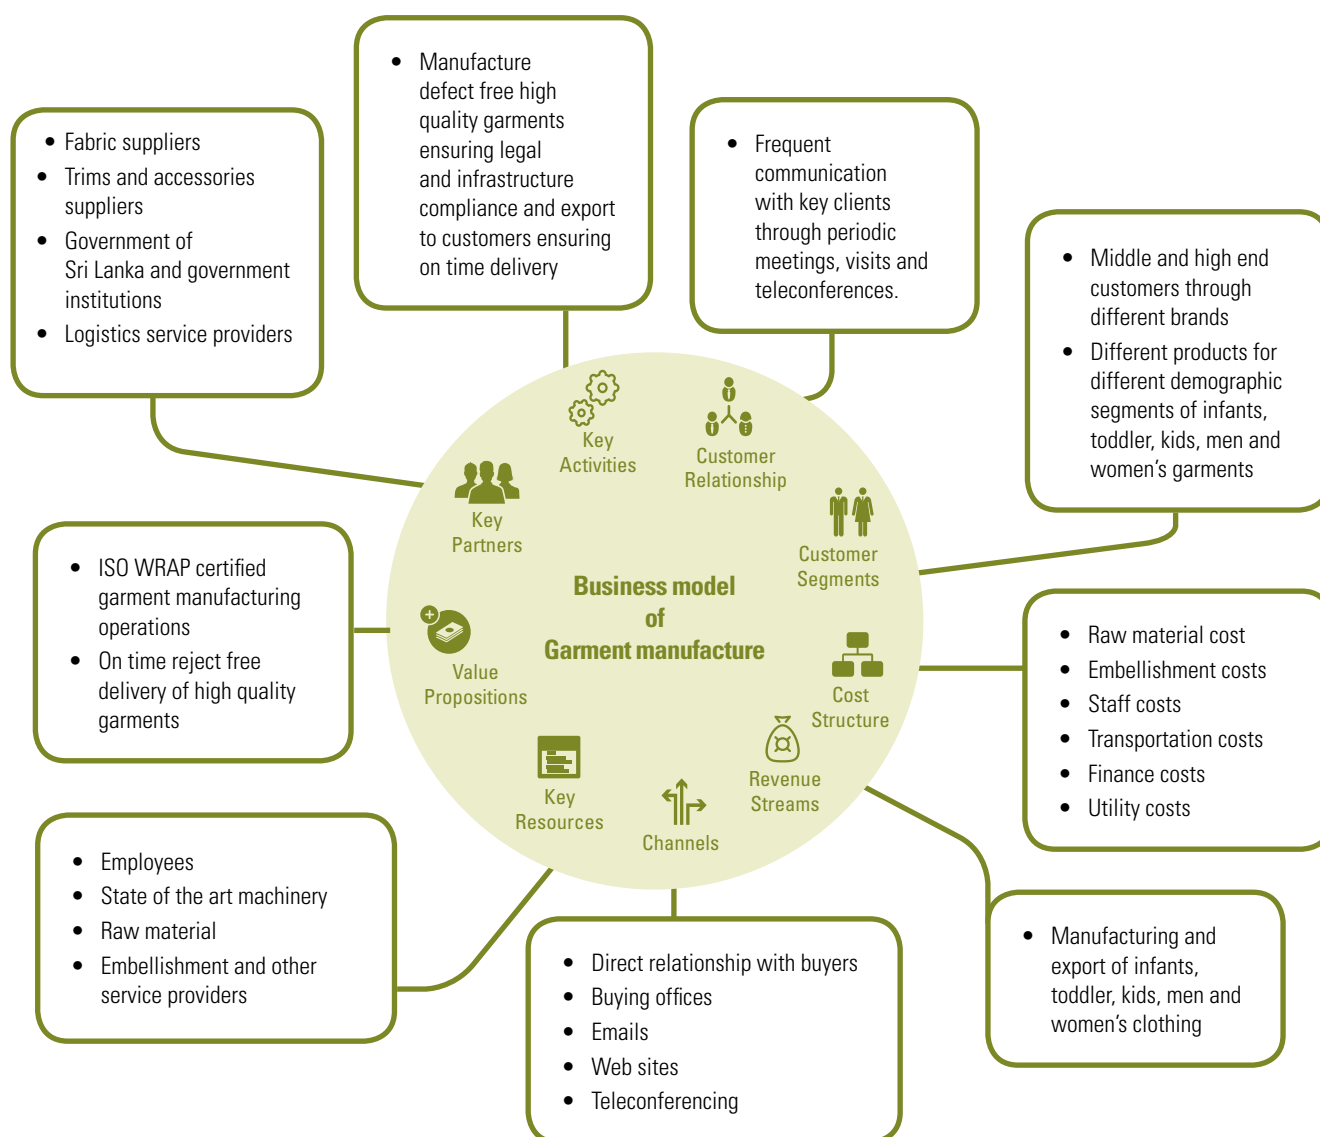 • Manufacture
defect free high
quality garments
ensuring legal
and infrastructure
compliance and export
to customers ensuring
on time delivery
• Fabric suppliers
• Trims and accessories
suppliers
• Government of
Sri Lanka and government
institutions
• Logistics service providers
• Frequent
communication
with key clients
through periodic
meetings, visits and
teleconferences.
• Middle and high end
customers through
different brands
• Different products for
different demographic
segments of infants,
toddler, kids, men and
women's garments
Key
Activities
Customer
Relationship
Key
Partners
Customer
Segments
Business model
of
Garment manufacture
Value
Propositions
Cost
Structure
Key
Resources
Revenue
Streams
Channels
• ISO WRAP certified
garment manufacturing
operations
• On time reject free
delivery of high quality
garments
• Raw material cost
• Embellishment costs
• Staff costs
• Transportation costs
• Finance costs
• Utility costs
• Employees
• State of the art machinery
• Raw material
• Embellishment and other
service providers
• Direct relationship with buyers
• Buying offices
• Emails
• Web sites
• Teleconferencing
• Manufacturing and
export of infants,
toddler, kids, men and
women's clothing